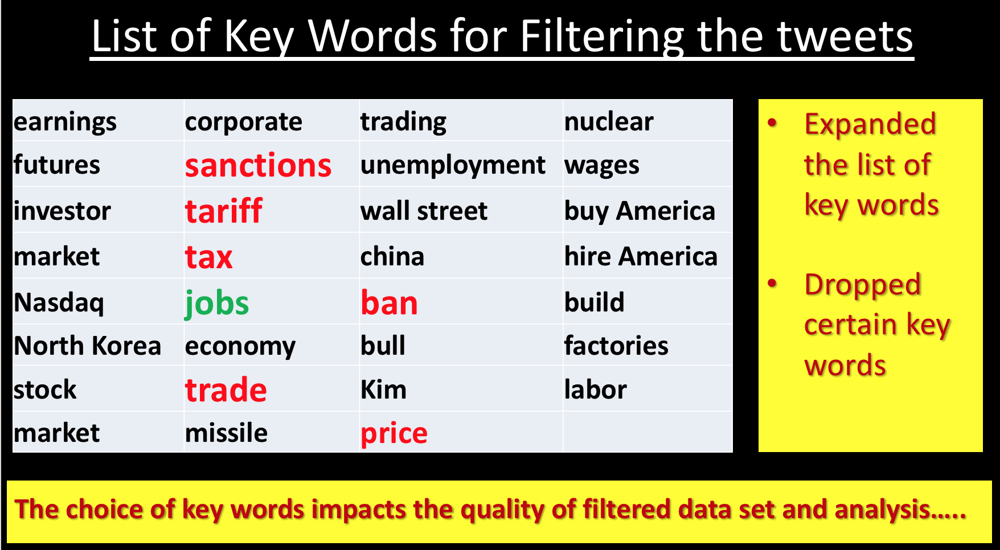 List of Key Words for Filtering the tweets
earnings corporate trading nuclear
futures sanctions unemployment wages
investor tariff wall street buy America
market tax china hire America
Nasdaq jobs ban build
North Korea economy bull factories
stock trade Kim labor
market missile price
• Expanded
the list of
key words
• Dropped
certain key
words
The choice of key words impacts the quality of filtered data set and analysis…..